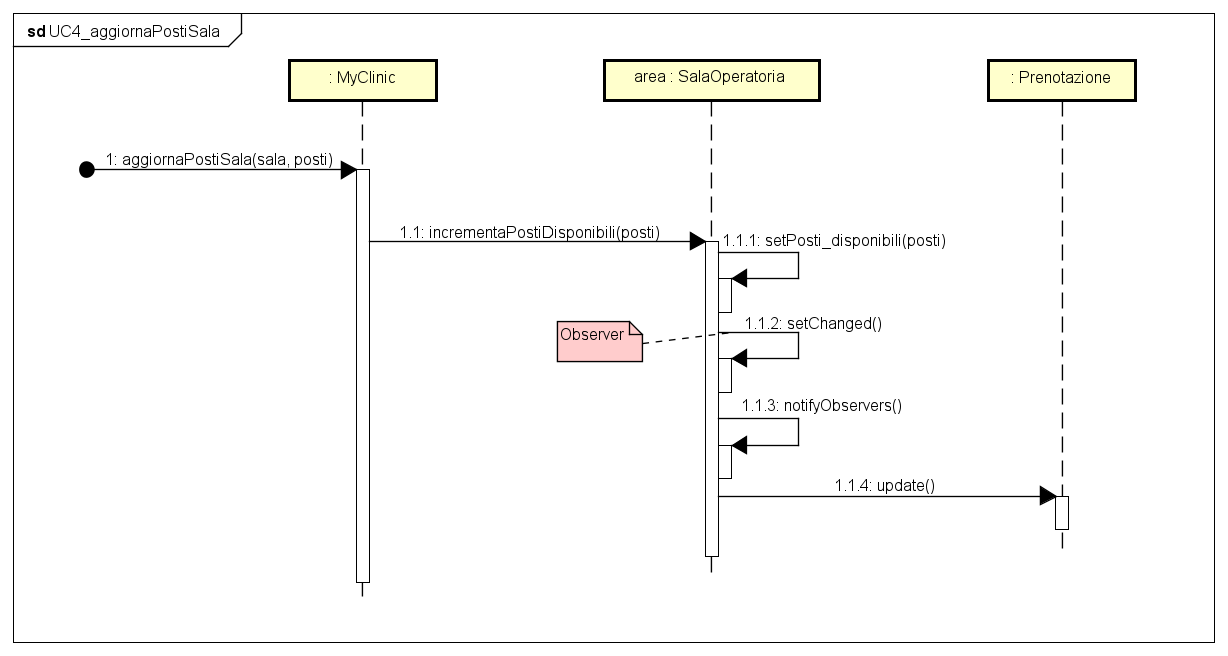 sd UC4_aggiornaPostiSala
: MyClinic
area : SalaOperatoria
: Prenotazione
1: aggiornaPostiSala(sala, posti)
1.1: incrementaPostiDisponibili(posti)
1.1.1: setPosti_disponibili(posti)
Observer
1.1.2: setChanged()
1.1.3: notifyObservers()
1.1.4: update()